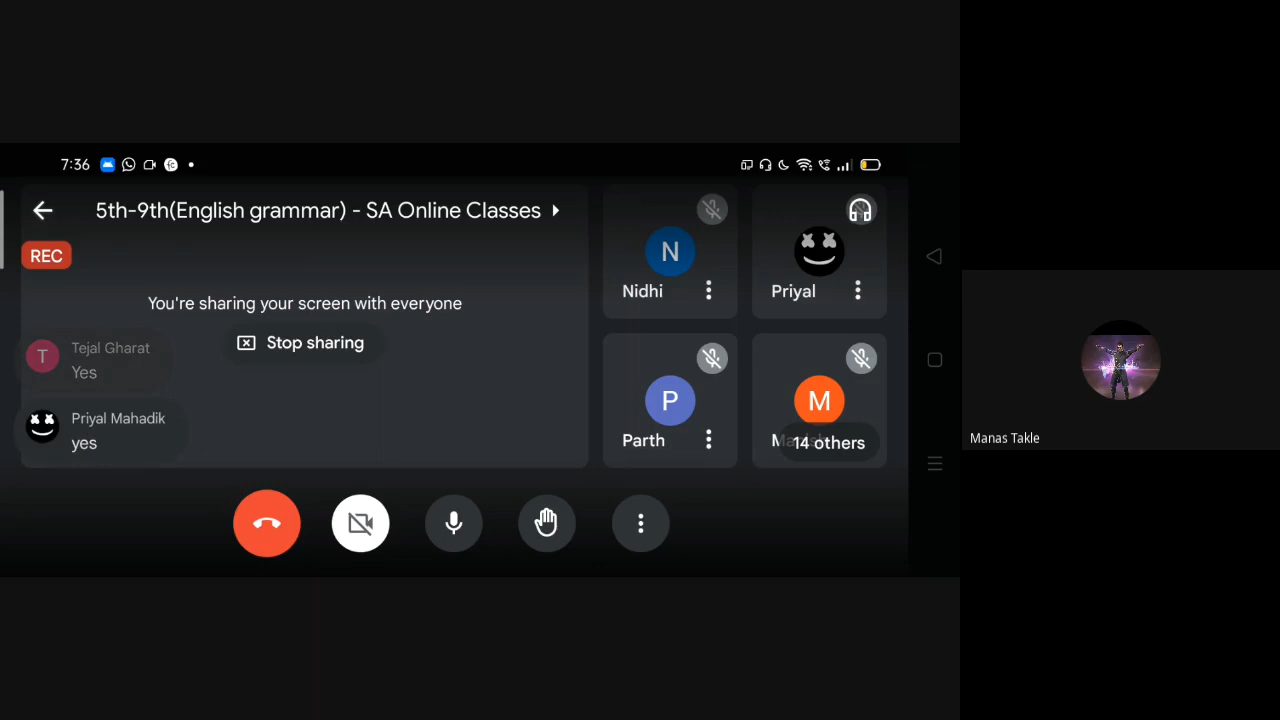 7:36
5th-9th(English grammar) - SA Online Classes
REC
You're sharing your screen with everyone
Stop sharing
T
Tejal Gharat
Yes
Priyal Mahadik
yes
N
Nidhi
Priyal
P
Parth
M
14 others
Manas Takle